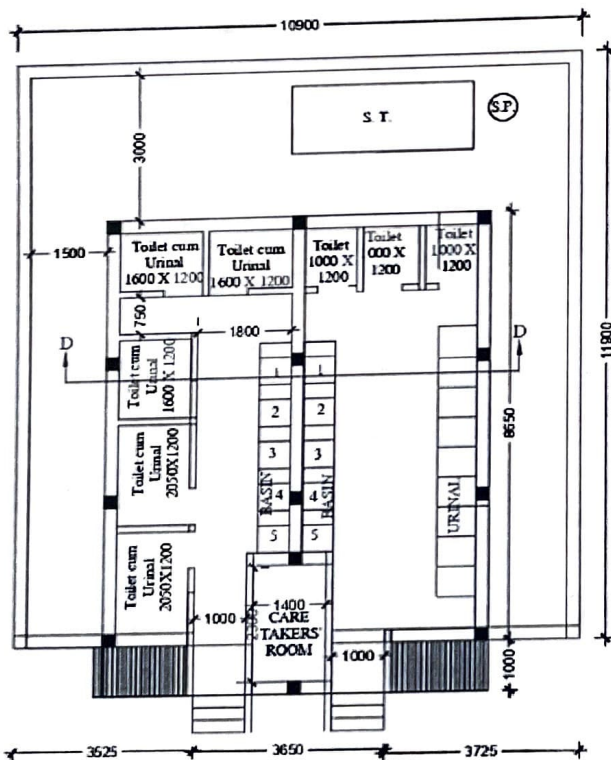 10900
3000
S. T.
S.P.
1500
Toilet cum
Urinal
1600 X 1200
Toilet cum
Urinal
1600 X 1200
Toilet
1000 X
1200
Toilet
000 X
1200
Toilet
1000 X
1200
750
1800
D
D
11900
8650
Toilet cum
Urinal
1600 X 1200
1
2
3
4
5
BASIN
1
2
3
4
5
BASIN
URINAL
Toilet cum
Urinal
2050X1200
Toilet cum
Urinal
2050X1200
1000
1400
CARE
TAKERS'
ROOM
1000
1000
3525
3650
3725